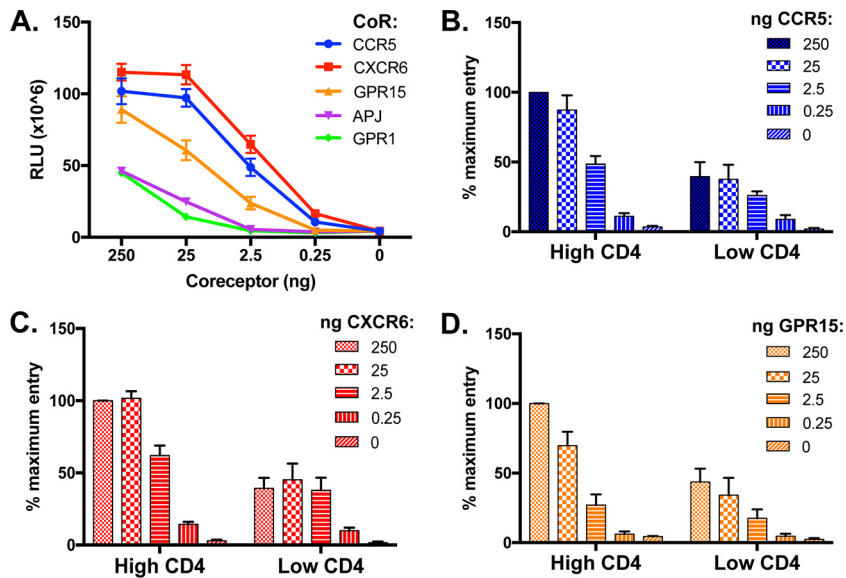 A.
CoR:
CCR5
CXCR6
GPR15
APJ
GPR1
RLU (x10^6)
150
100
50
0
250
25
2.5
0.25
0
Coreceptor (ng)
B.
ng CCR5:
250
25
2.5
0.25
0
% maximum entry
150
100
50
0
High CD4
Low CD4
C.
ng CXCR6:
250
25
2.5
0.25
0
% maximum entry
150
100
50
0
High CD4
Low CD4
D.
ng GPR15:
250
25
2.5
0.25
0
% maximum entry
150
100
50
0
High CD4
Low CD4